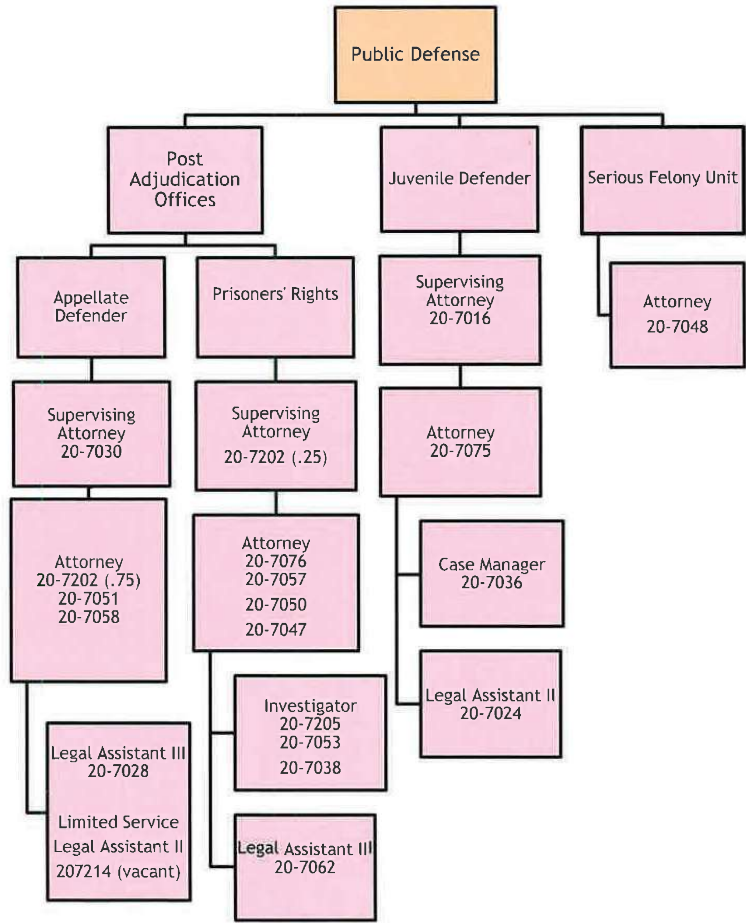 Public Defense
Post
Adjudication
Offices
Juvenile Defender
Serious Felony Unit
Appellate
Defender
Prisoners' Rights
Supervising
Attorney
20-7016
Attorney
20-7048
Supervising
Attorney
20-7030
Supervising
Attorney
20-7202 (.25)
Attorney
20-7075
Attorney
20-7202 (.75)
20-7051
20-7058
Attorney
20-7076
20-7057
20-7050
20-7047
Case Manager
20-7036
Legal Assistant II
20-7024
Investigator
20-7205
20-7053
20-7038
Legal Assistant III
20-7028
Limited Service
Legal Assistant II
207214 (vacant)
Legal Assistant III
20-7062